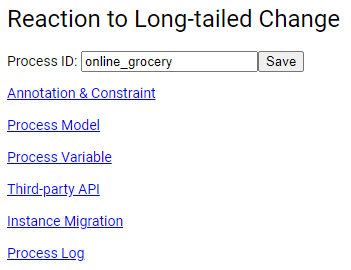 Reaction to Long-tailed Change
Process ID: online_grocery Save
Annotation & Constraint
Process Model
Process Variable
Third-party API
Instance Migration
Process Log